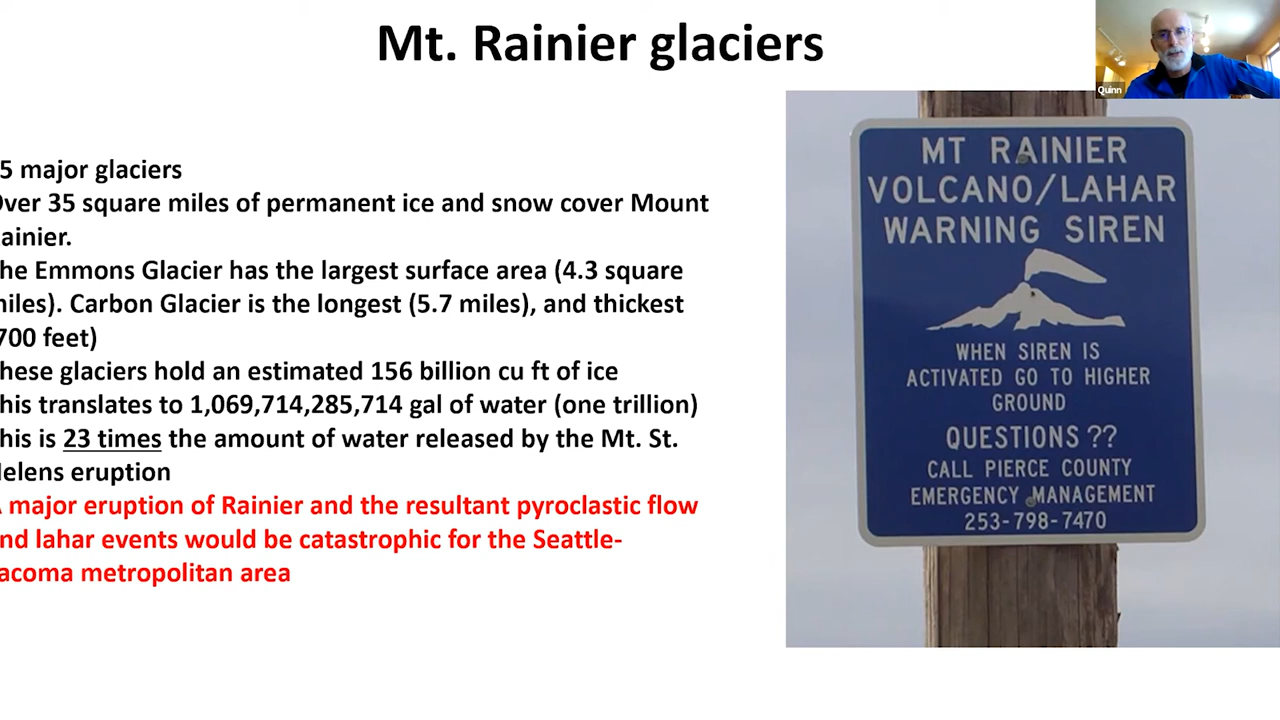 Mt. Rainier glaciers
Quinn
5 major glaciers
Over 35 square miles of permanent ice and snow cover Mount
ainier.
he Emmons Glacier has the largest surface area (4.3 square
niles). Carbon Glacier is the longest (5.7 miles), and thickest
700 feet)
hese glaciers hold an estimated 156 billion cu ft of ice
his translates to 1,069,714,285,714 gal of water (one trillion)
his is 23 times the amount of water released by the Mt. St.
Helens eruption
A major eruption of Rainier and the resultant pyroclastic flow
nd lahar events would be catastrophic for the Seattle-
acoma metropolitan area
MT RAINIER
VOLCANO/LAHAR
WARNING SIREN
WHEN SIREN IS
ACTIVATED GO TO HIGHER
GROUND
QUESTIONS ??
CALL PIERCE COUNTY
EMERGENCY MANAGEMENT
253-798-7470